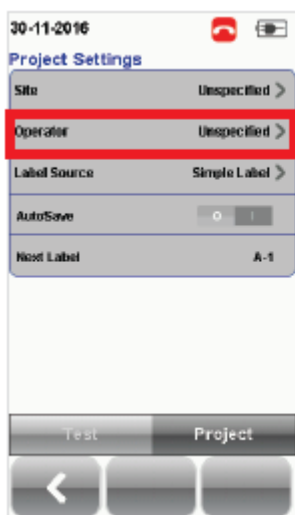 30-11-2016
Project Settings
Site Unspecified
Operator Unspecified
Label Source Simple Label
AutoSave O I
Next Label A-1
Test Project